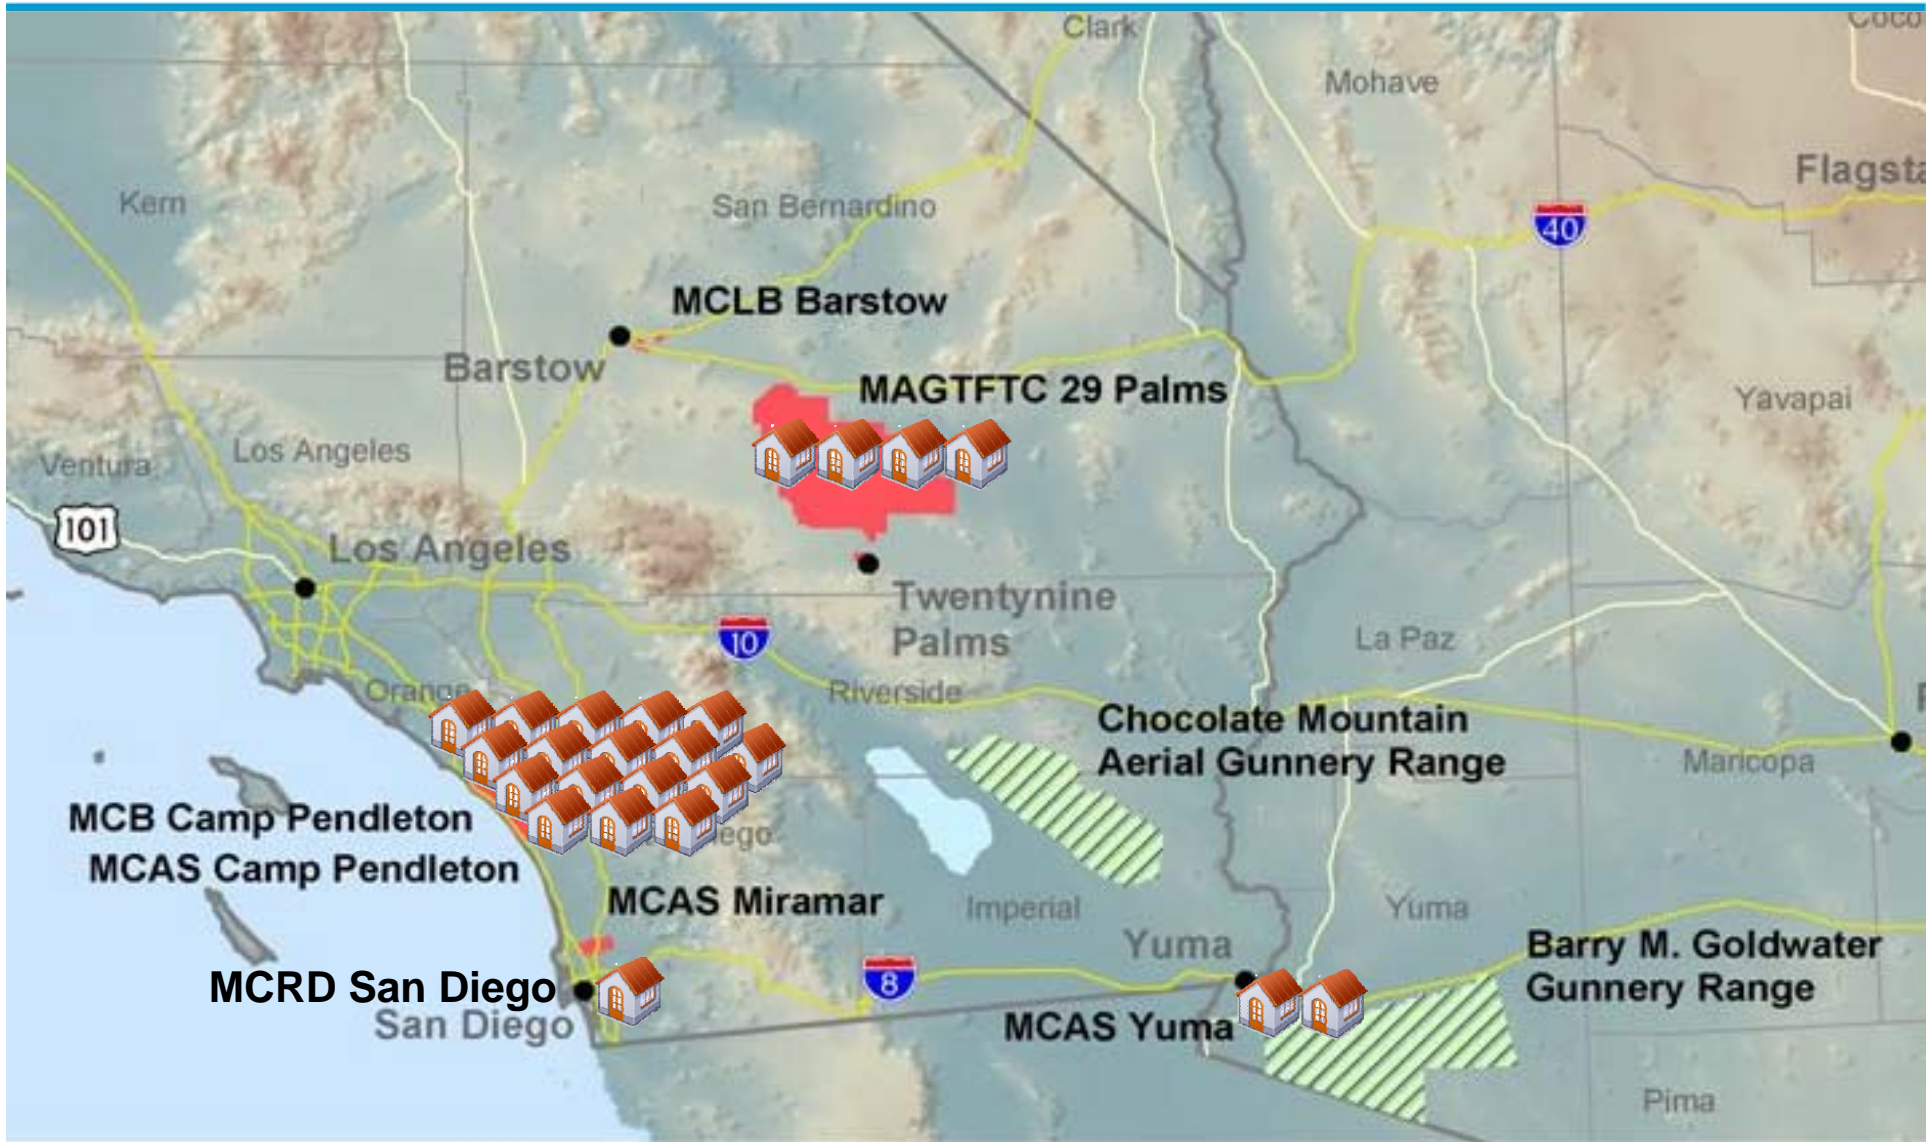 Clark
Mohave
Kern
San Bernardino
40
MCLB Barstow
Barstow
MAGTFTC 29 Palms
Yavapai
Ventura
Los Angeles
101
Los Angeles
Twentynine
Palms
10
La Paz
Orange
Riverside
Chocolate Mountain
Aerial Gunnery Range
Maricopa
MCB Camp Pendleton
MCAS Camp Pendleton
MCAS Miramar
Imperial
Yuma
Yuma
Barry M. Goldwater
Gunnery Range
MCRD San Diego
San Diego
8
MCAS Yuma
Pima